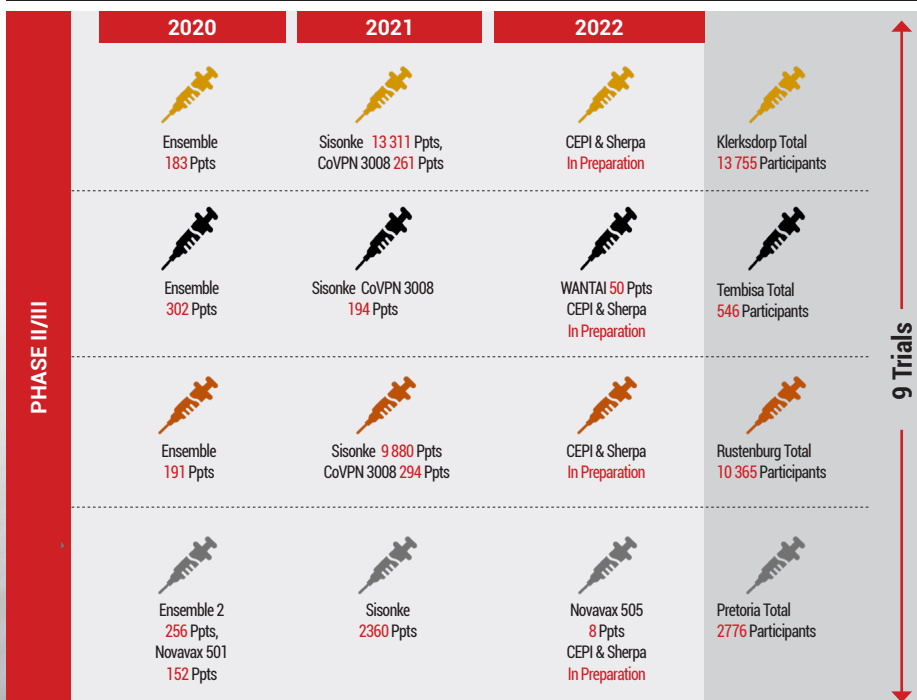 2020
2021
2022
PHASE II/III
Ensemble
183 Ppts
Sisonke 13 311 Ppts,
CoVPN 3008 261 Ppts
CEPI & Sherpa
In Preparation
Klerksdorp Total
13 755 Participants
Ensemble
302 Ppts
Sisonke CoVPN 3008
194 Ppts
WANTAI 50 Ppts
CEPI & Sherpa
In Preparation
Tembisa Total
546 Participants
Ensemble
191 Ppts
Sisonke 9 880 Ppts
CoVPN 3008 294 Ppts
CEPI & Sherpa
In Preparation
Rustenburg Total
10 365 Participants
Ensemble 2
256 Ppts,
Novavax 501
152 Ppts
Sisonke
2360 Ppts
Novavax 505
8 Ppts
CEPI & Sherpa
In Preparation
Pretoria Total
2776 Participants
9 Trials